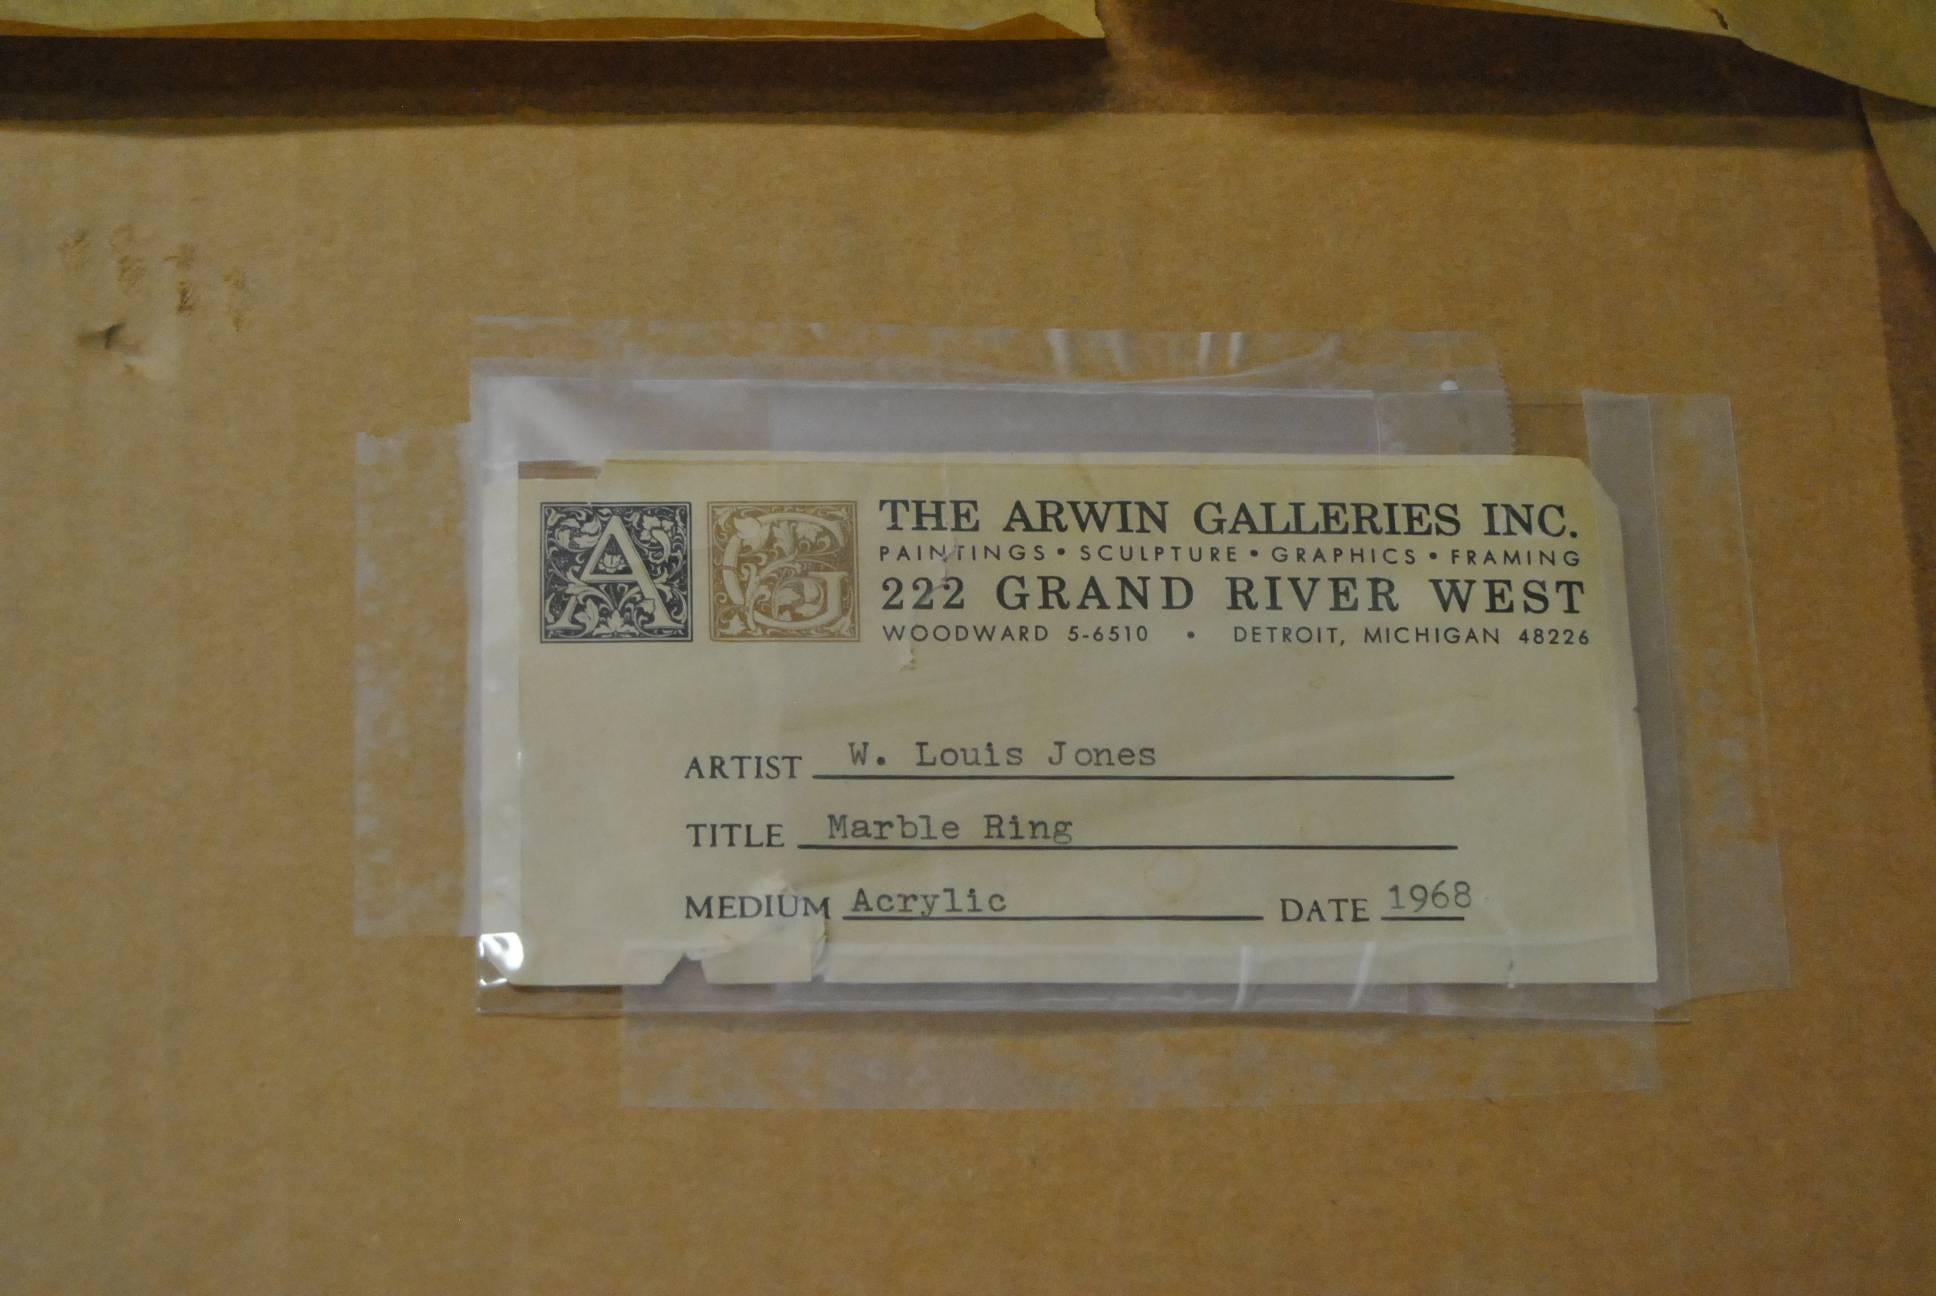 A G THE ARWIN GALLERIES INC.
PAINTINGS • SCULPTURE • GRAPHICS • FRAMING
222 GRAND RIVER WEST
WOODWARD 5-6510 • DETROIT, MICHIGAN 48226
ARTIST W. Louis Jones
TITLE Marble Ring
MEDIUM Acrylic DATE 1968